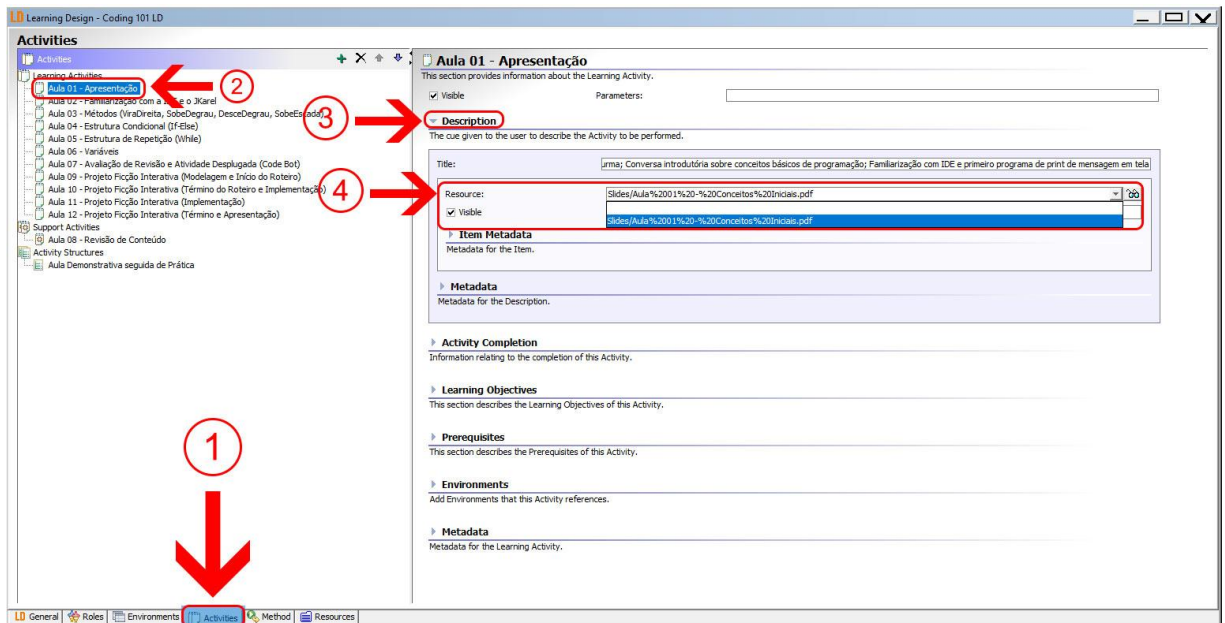 LD Learning Design - Coding 101 LD
Activities
Activities
Learning Activities
Aula 01 - Apresentação
2
Aula 02 - Familiarização com a e o JKarel
Aula 03 - Métodos (ViraDireita, SobeDegrau, DesceDegrau, SobeEscada)
Aula 04 - Estrutura Condicional (If-Else)
Aula 05 - Estrutura de Repetição (While)
Aula 06 - Variáveis
Aula 07 - Avaliação de Revisão e Atividade Desplugada (Code Bot)
Aula 09 - Projeto Ficção Interativa (Modelagem e Início do Roteiro)
Aula 10 - Projeto Ficção Interativa (Término do Roteiro e Implementação)
Aula 11 - Projeto Ficção Interativa (Implementação)
Aula 12 - Projeto Ficção Interativa (Término e Apresentação)
Support Activities
Aula 08 - Revisão de Conteúdo
Activity Structures
Aula Demonstrativa seguida de Prática
Aula 01 - Apresentação
This section provides information about the Learning Activity.
Visible Parameters:
3
Description
The cue given to the user to describe the Activity to be performed.
Title: urma; Conversa introdutória sobre conceitos básicos de programação; Familiarização com IDE e primeiro programa de print de mensagem em tela
4
Resource: Slides/Aula%2001%20-%20Conceitos%20Iniciais.pdf
Visible
Slides/Aula%2001%20-%20Conceitos%20Iniciais.pdf
Item Metadata
Metadata for the Item.
Metadata
Metadata for the Description.
Activity Completion
Information relating to the completion of this Activity.
Learning Objectives
This section describes the Learning Objectives of this Activity.
Prerequisites
This section describes the Prerequisites of this Activity.
Environments
Add Environments that this Activity references.
Metadata
Metadata for the Learning Activity.
1
LD General Roles Environments Activities Method Resources